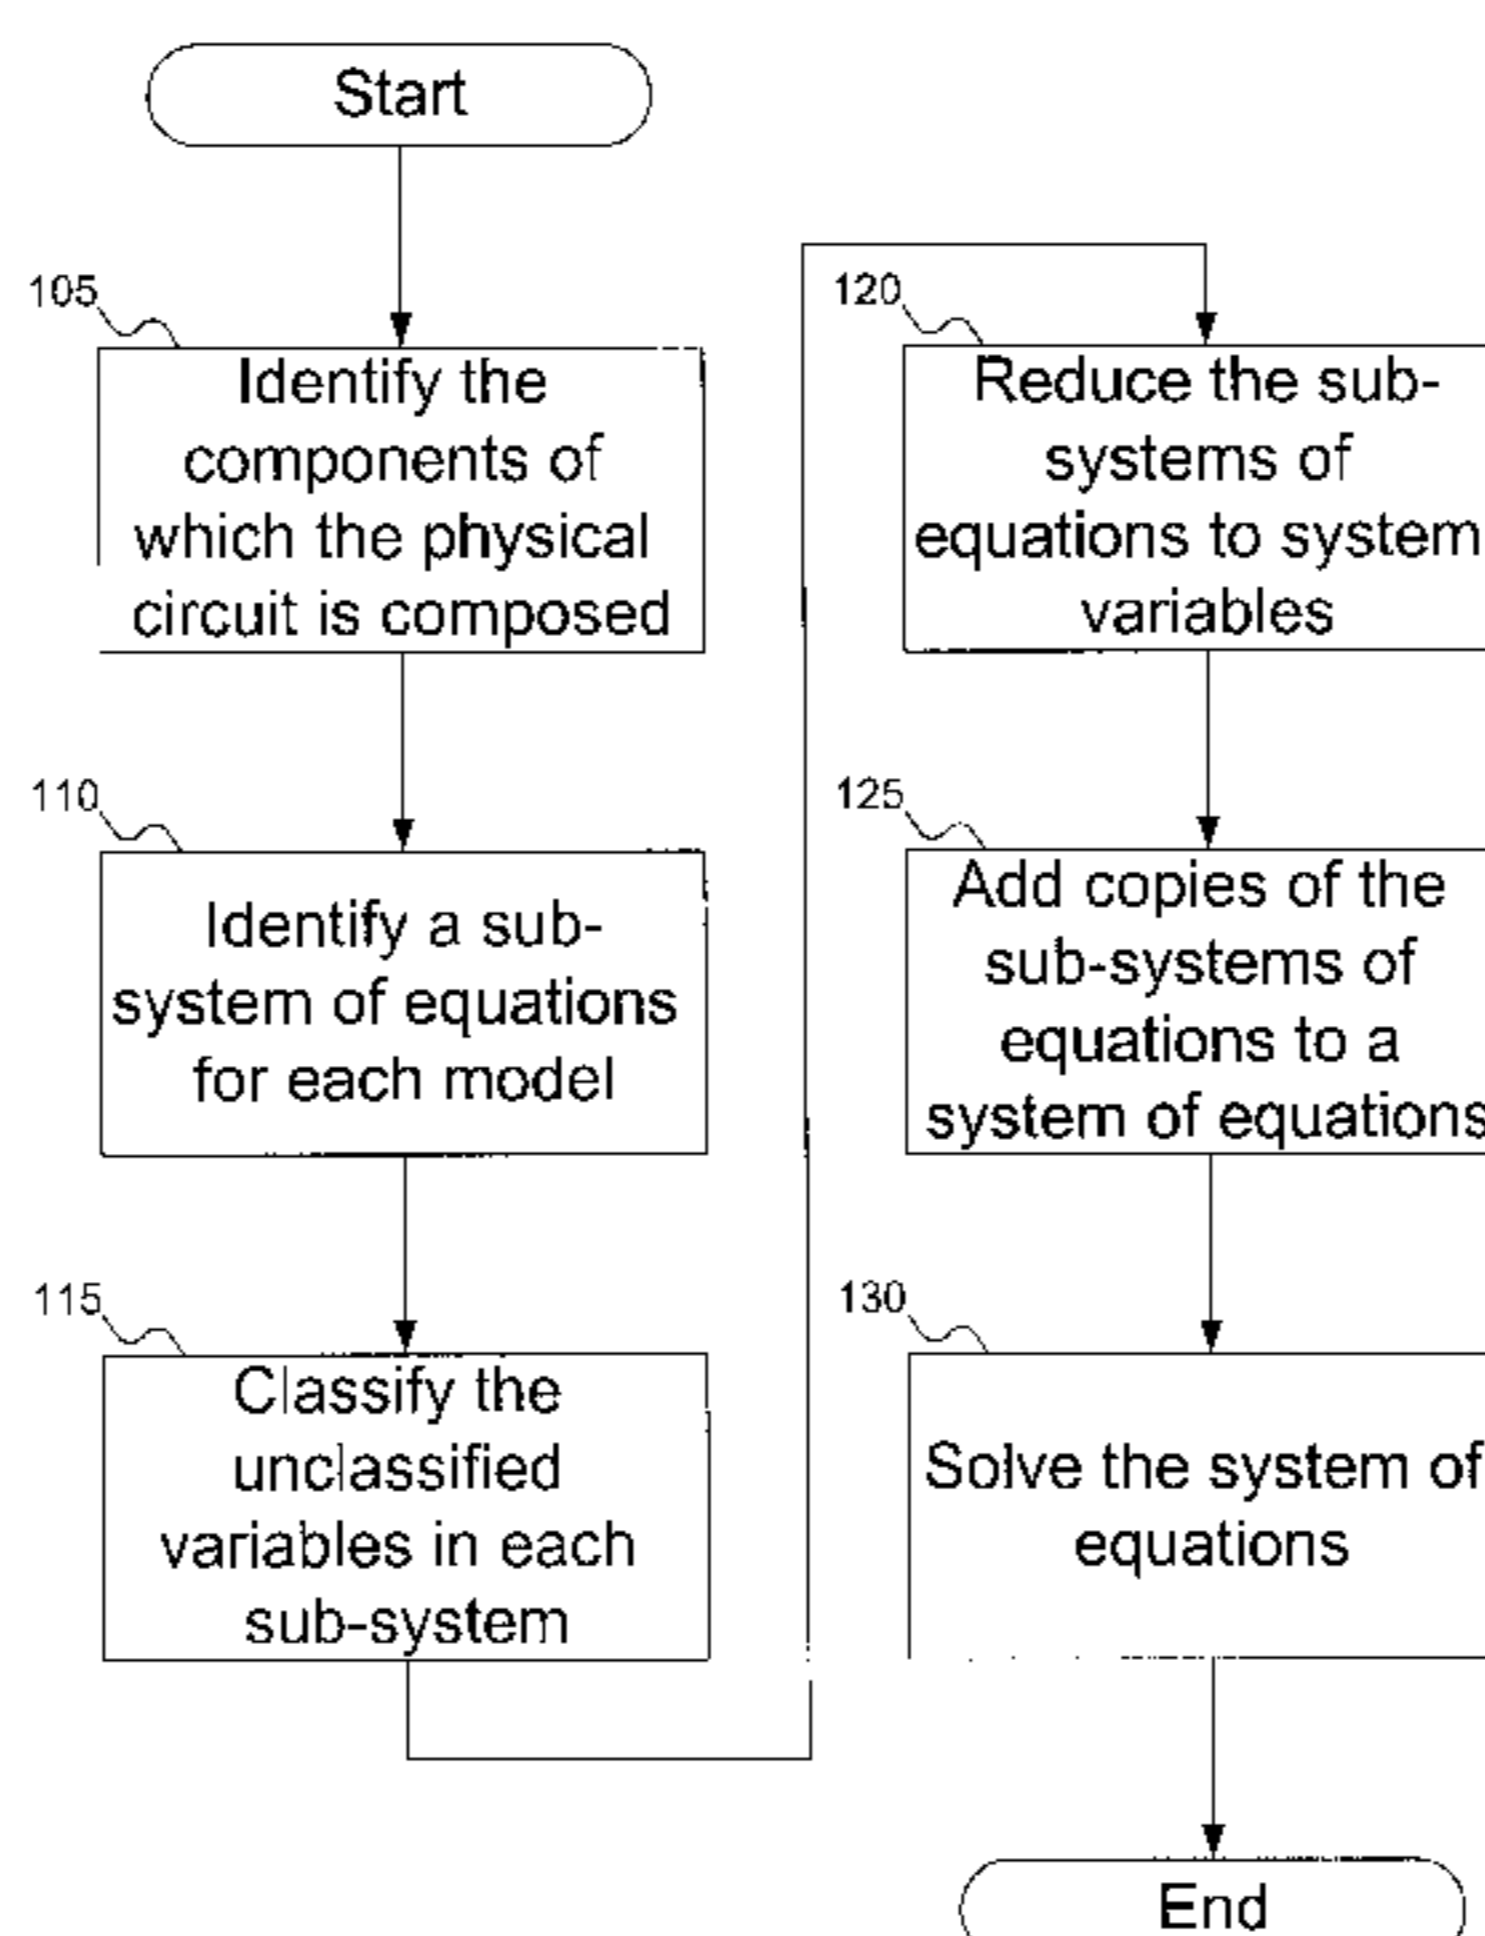 Start
105
Identify the
components of
which the physical
circuit is composed
110
Identify a sub-
system of equations
for each model
115
Classify the
unclassified
variables in each
sub-system
120
Reduce the sub-
systems of
equations to system
variables
125
Add copies of the
sub-systems of
equations to a
system of equations
130
Solve the system of
equations
End